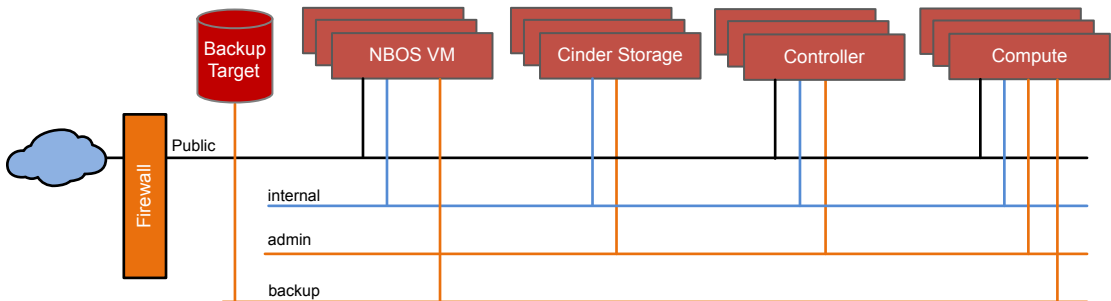 Backup
Target
NBOS VM
Cinder Storage
Controller
Compute
Public
Firewall
internal
admin
backup